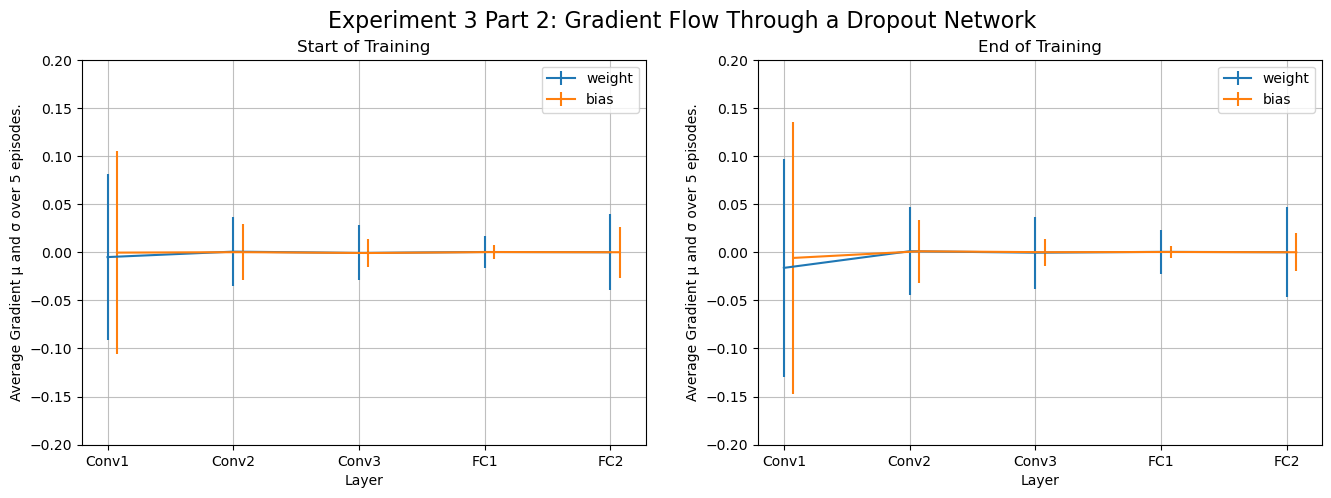 Experiment 3 Part 2: Gradient Flow Through a Dropout Network
Start of Training
Average Gradient μ and σ over 5 episodes.
0.20
0.15
0.10
0.05
0.00
−0.05
−0.10
−0.15
−0.20
weight
bias
Conv1
Conv2
Conv3
FC1
FC2
Layer
End of Training
Average Gradient μ and σ over 5 episodes.
0.20
0.15
0.10
0.05
0.00
−0.05
−0.10
−0.15
−0.20
weight
bias
Conv1
Conv2
Conv3
FC1
FC2
Layer